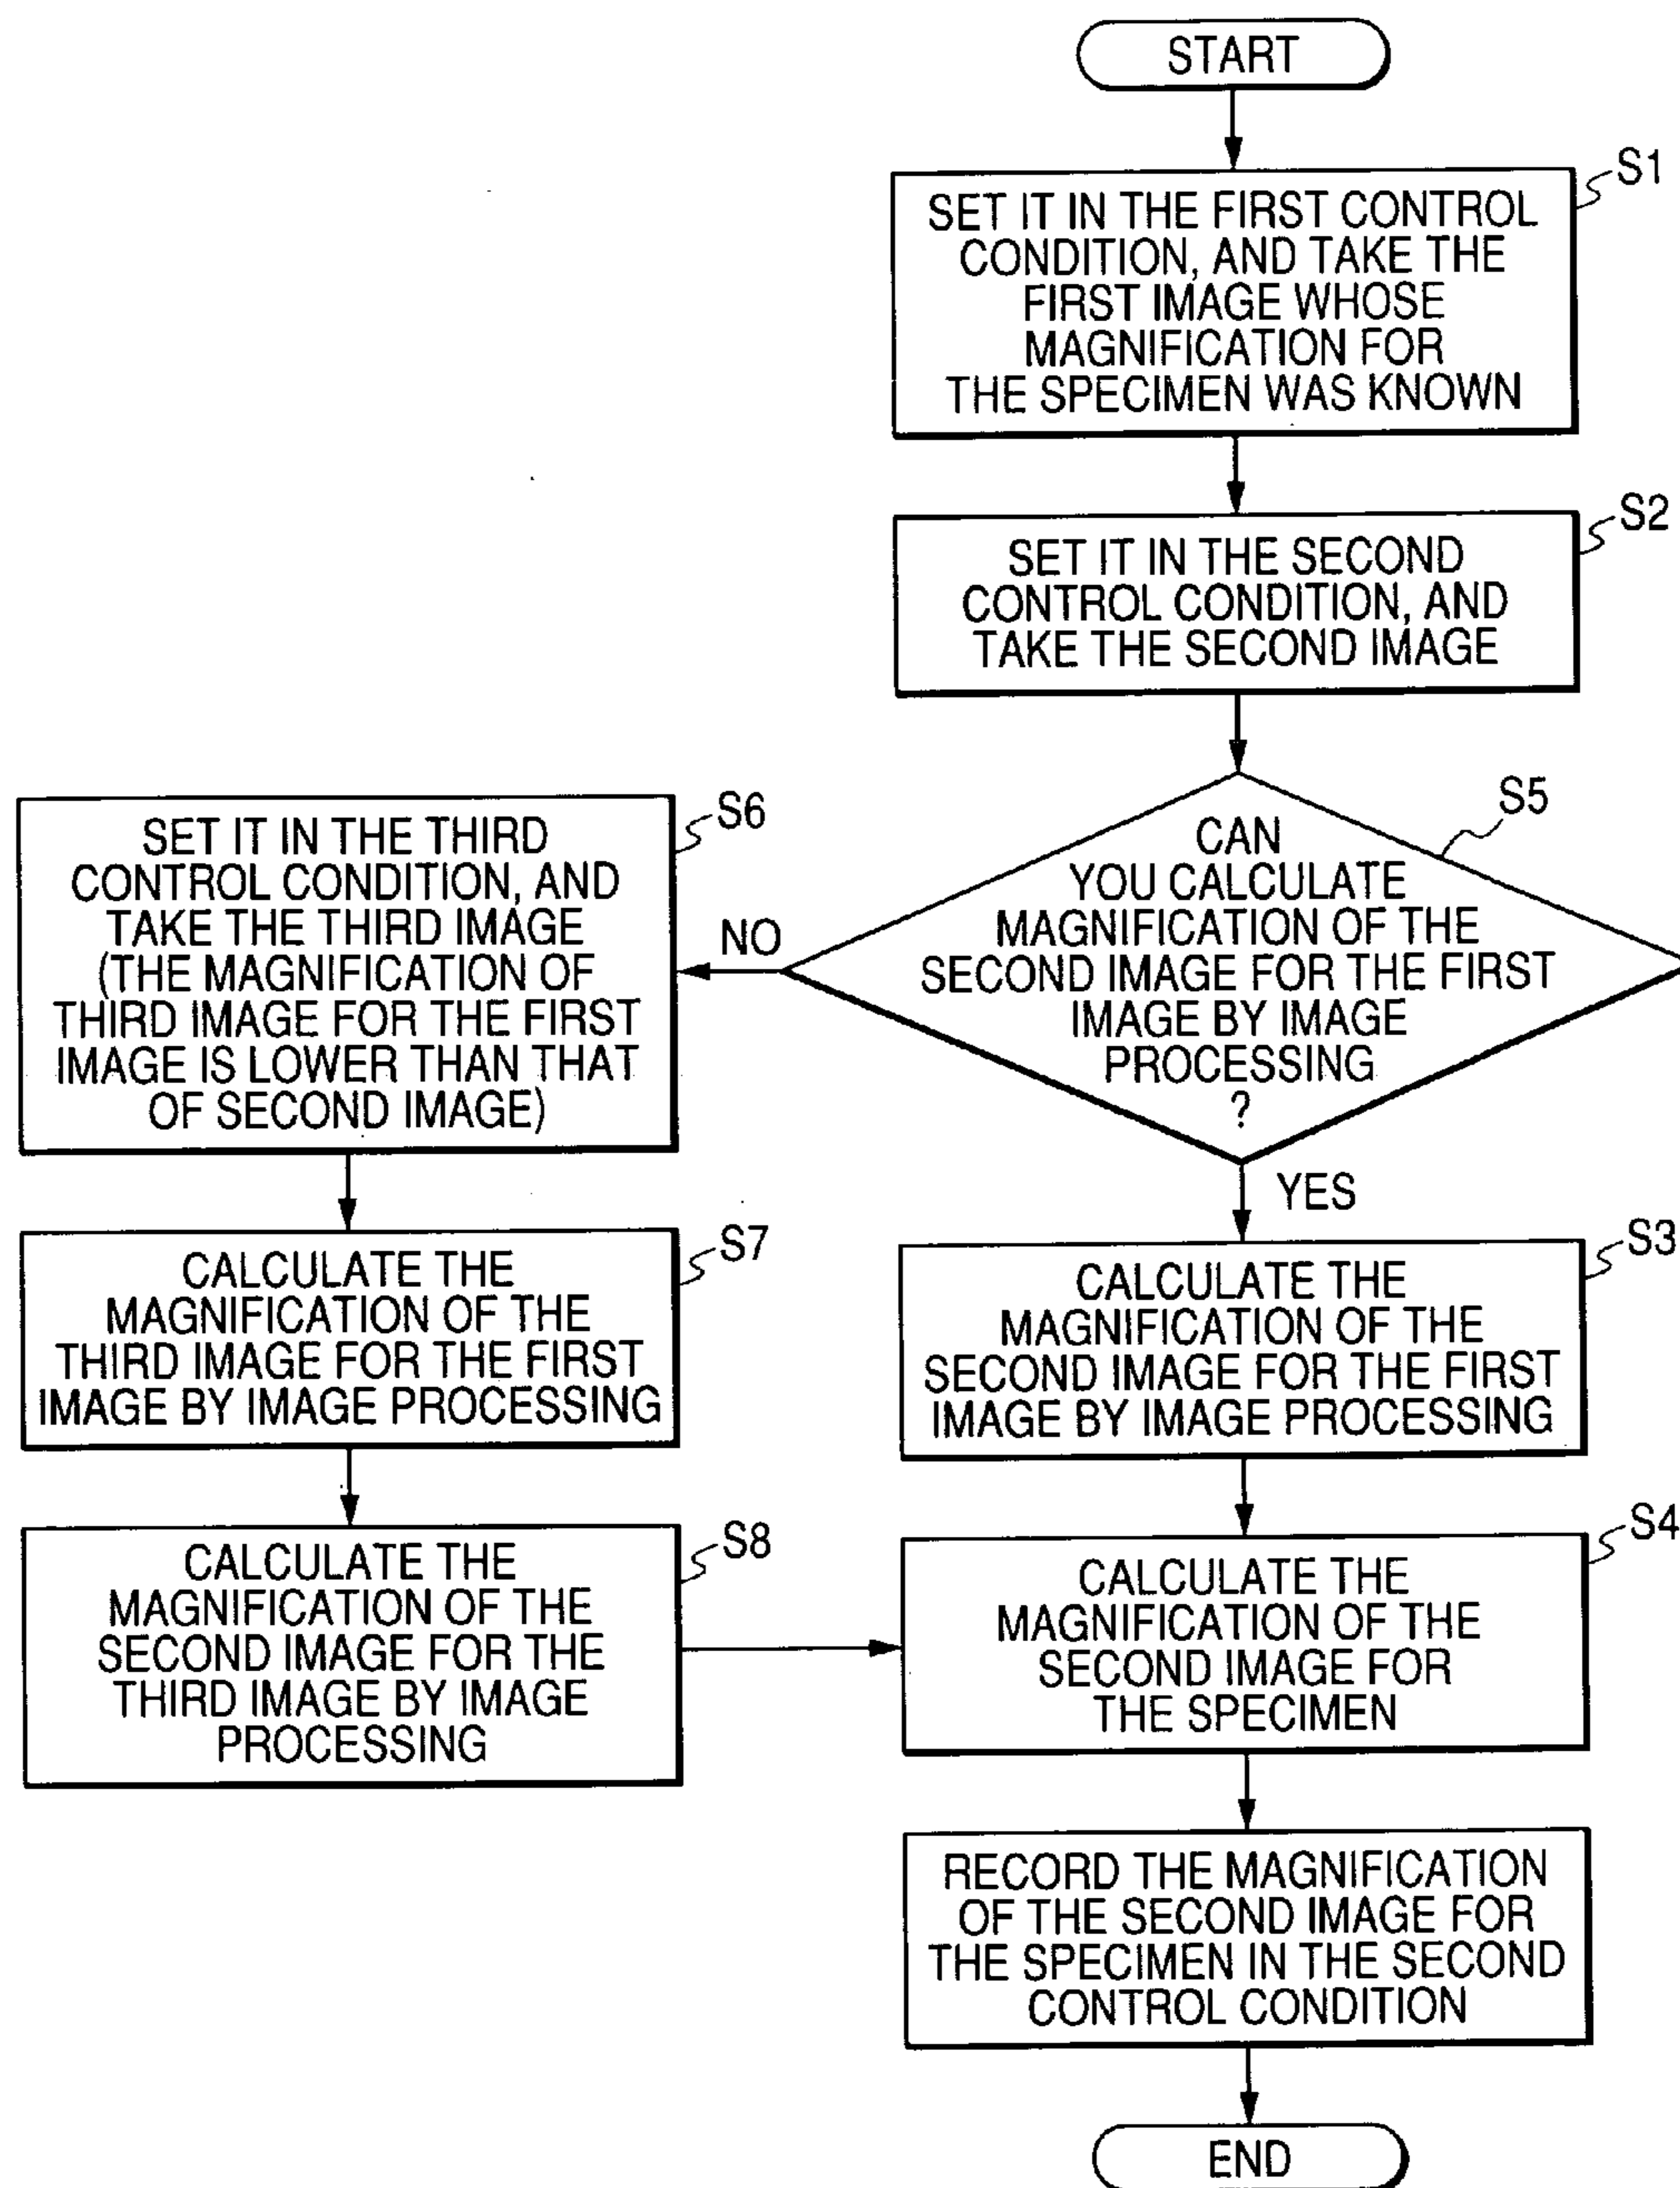 START
S1
SET IT IN THE FIRST CONTROL
CONDITION, AND TAKE THE
FIRST IMAGE WHOSE
MAGNIFICATION FOR
THE SPECIMEN WAS KNOWN
S2
SET IT IN THE SECOND
CONTROL CONDITION, AND
TAKE THE SECOND IMAGE
S5
CAN
YOU CALCULATE
MAGNIFICATION OF THE
SECOND IMAGE FOR THE FIRST
IMAGE BY IMAGE
PROCESSING
?
NO
S6
SET IT IN THE THIRD
CONTROL CONDITION, AND
TAKE THE THIRD IMAGE
(THE MAGNIFICATION OF
THIRD IMAGE FOR THE FIRST
IMAGE IS LOWER THAN THAT
OF SECOND IMAGE)
S7
CALCULATE THE
MAGNIFICATION OF THE
THIRD IMAGE FOR THE FIRST
IMAGE BY IMAGE PROCESSING
S8
CALCULATE THE
MAGNIFICATION OF THE
SECOND IMAGE FOR THE
THIRD IMAGE BY IMAGE
PROCESSING
YES
S3
CALCULATE THE
MAGNIFICATION OF THE
SECOND IMAGE FOR THE FIRST
IMAGE BY IMAGE PROCESSING
S4
CALCULATE THE
MAGNIFICATION OF THE
SECOND IMAGE FOR
THE SPECIMEN
RECORD THE MAGNIFICATION
OF THE SECOND IMAGE FOR
THE SPECIMEN IN THE SECOND
CONTROL CONDITION
END